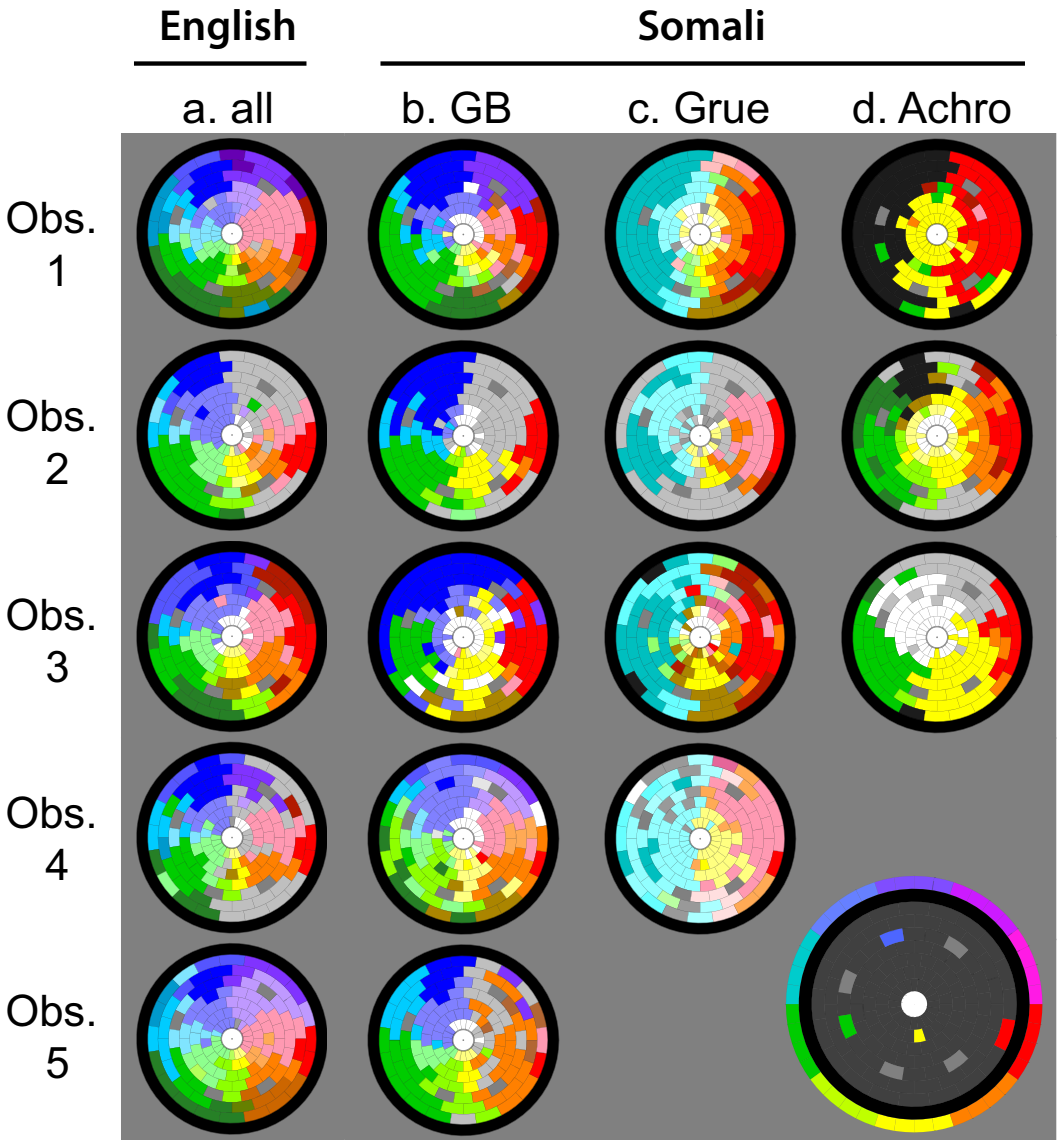 English Somali
a. all b. GB c. Grue d. Achro
Obs.
1
Obs.
2
Obs.
3
Obs.
4
Obs.
5